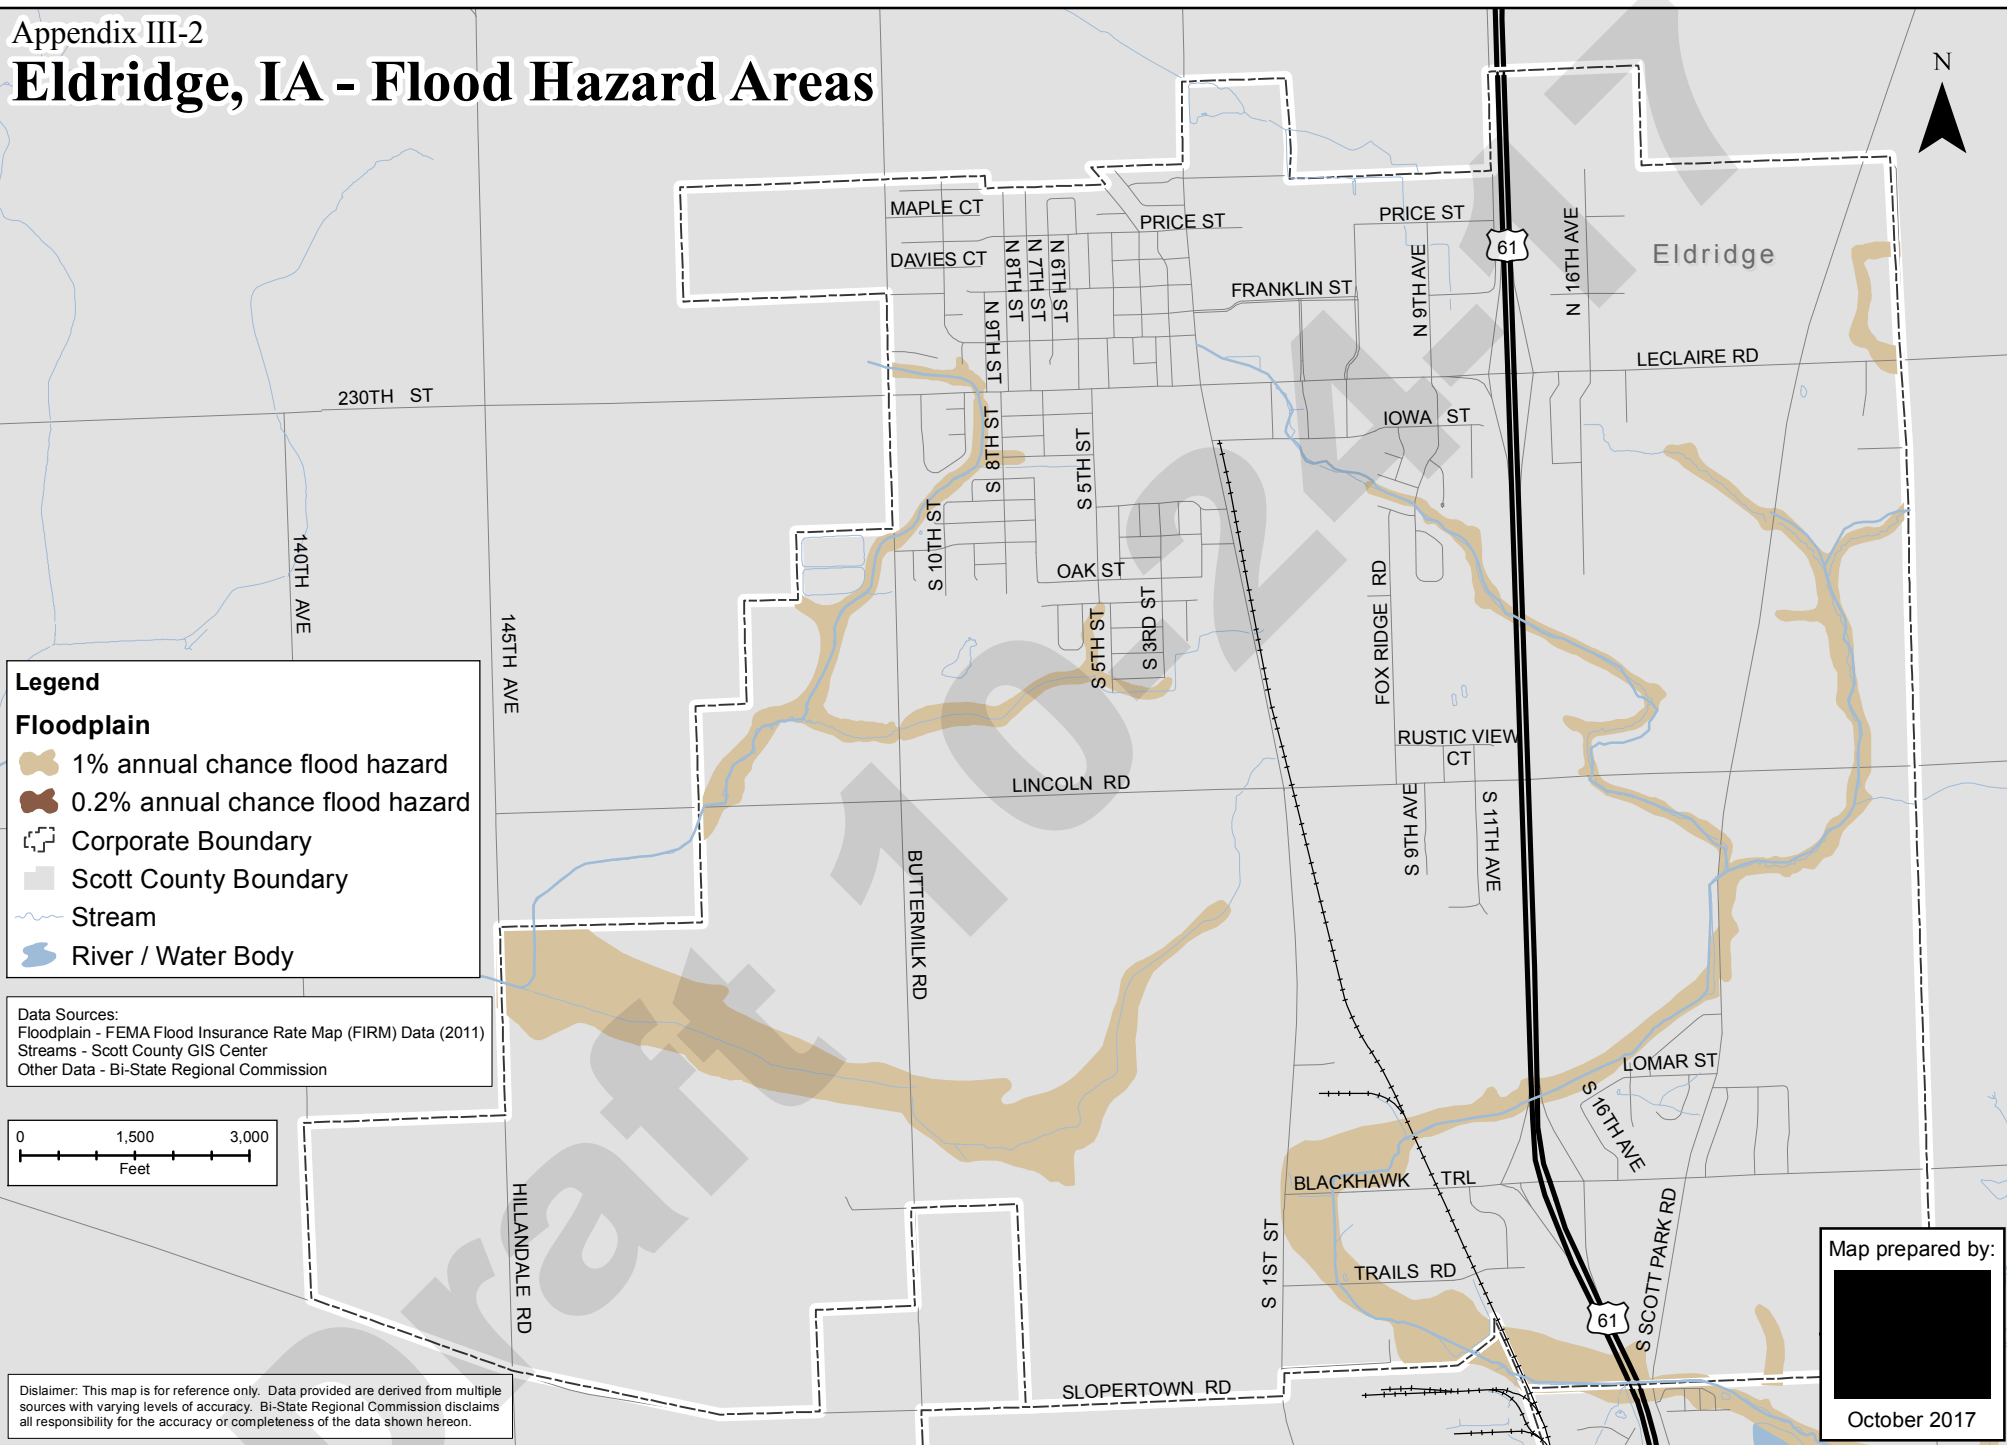 Appendix III-2
Eldridge, IA - Flood Hazard Areas
N
MAPLE CT
PRICE ST
PRICE ST
DAVIES CT
N 8TH ST
N 7TH ST
N 6TH ST
N 9TH ST
FRANKLIN ST
N 9TH AVE
61
N 16TH AVE
Eldridge
LECLAIRE RD
230TH ST
IOWA ST
S 8TH ST
S 5TH ST
S 10TH ST
140TH AVE
145TH AVE
OAK ST
S 5TH ST
S 3RD ST
FOX RIDGE RD
RUSTIC VIEW
CT
LINCOLN RD
S 9TH AVE
S 11TH AVE
BUTTERMILK RD
LOMAR ST
S 16TH AVE
BLACKHAWK TRL
HILLANDALE RD
S 1ST ST
TRAILS RD
S SCOTT PARK RD
61
SLOPERTOWN RD
Draft 10-24-17
Legend
Floodplain
1% annual chance flood hazard
0.2% annual chance flood hazard
Corporate Boundary
Scott County Boundary
Stream
River / Water Body
Data Sources:
Floodplain - FEMA Flood Insurance Rate Map (FIRM) Data (2011)
Streams - Scott County GIS Center
Other Data - Bi-State Regional Commission
0 1,500 3,000
Feet
Dislaimer: This map is for reference only. Data provided are derived from multiple
sources with varying levels of accuracy. Bi-State Regional Commission disclaims
all responsibility for the accuracy or completeness of the data shown hereon.
Map prepared by:
October 2017